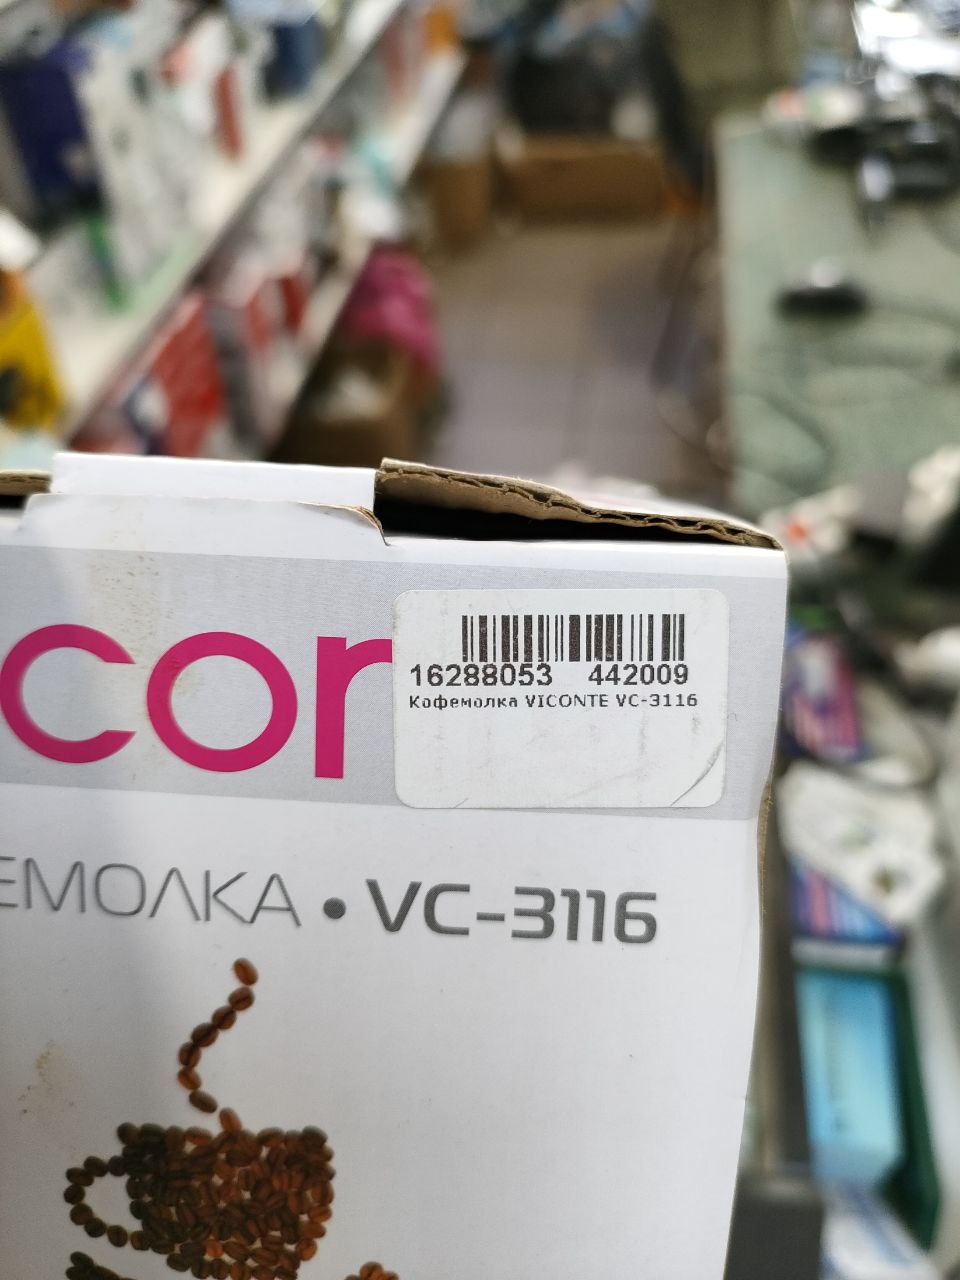 cor
16288053 442009
Кофемолка VICONTE VC-3116
ЕМОЛКА • VC-3116